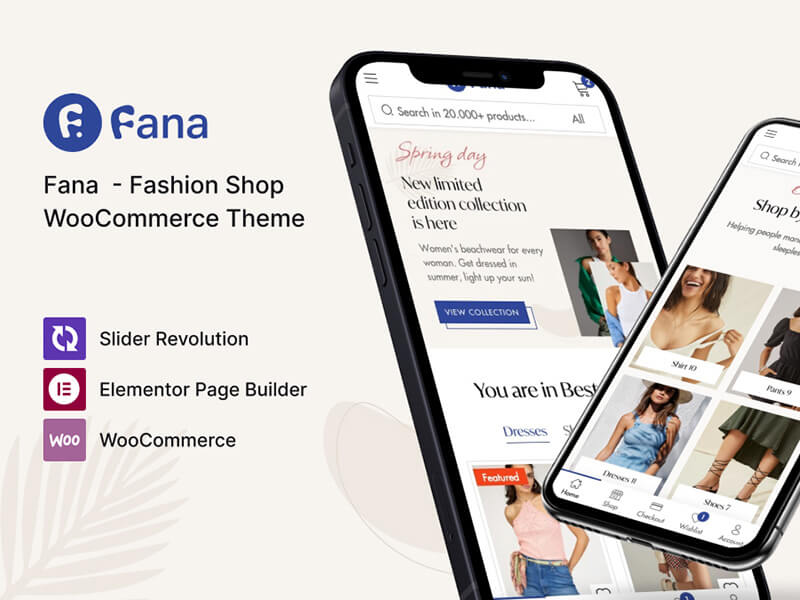 Fana
Fana - Fashion Shop
WooCommerce Theme
Slider Revolution
Elementor Page Builder
Woo
WooCommerce
2
Search in 20.000+ products...
All
Spring day
New limited
edition collection
is here
Women's beachwear for every
woman. Get dressed in
summer, light up your sun!
VIEW COLLECTION
You are in Best
Dresses
Featured
Search
Shop by
Helping people man
sleeples
Shirt 10
Pants 9
Dresses 11
Shoes 7
Home
Shop
Checkout
1
Wishlist
Account